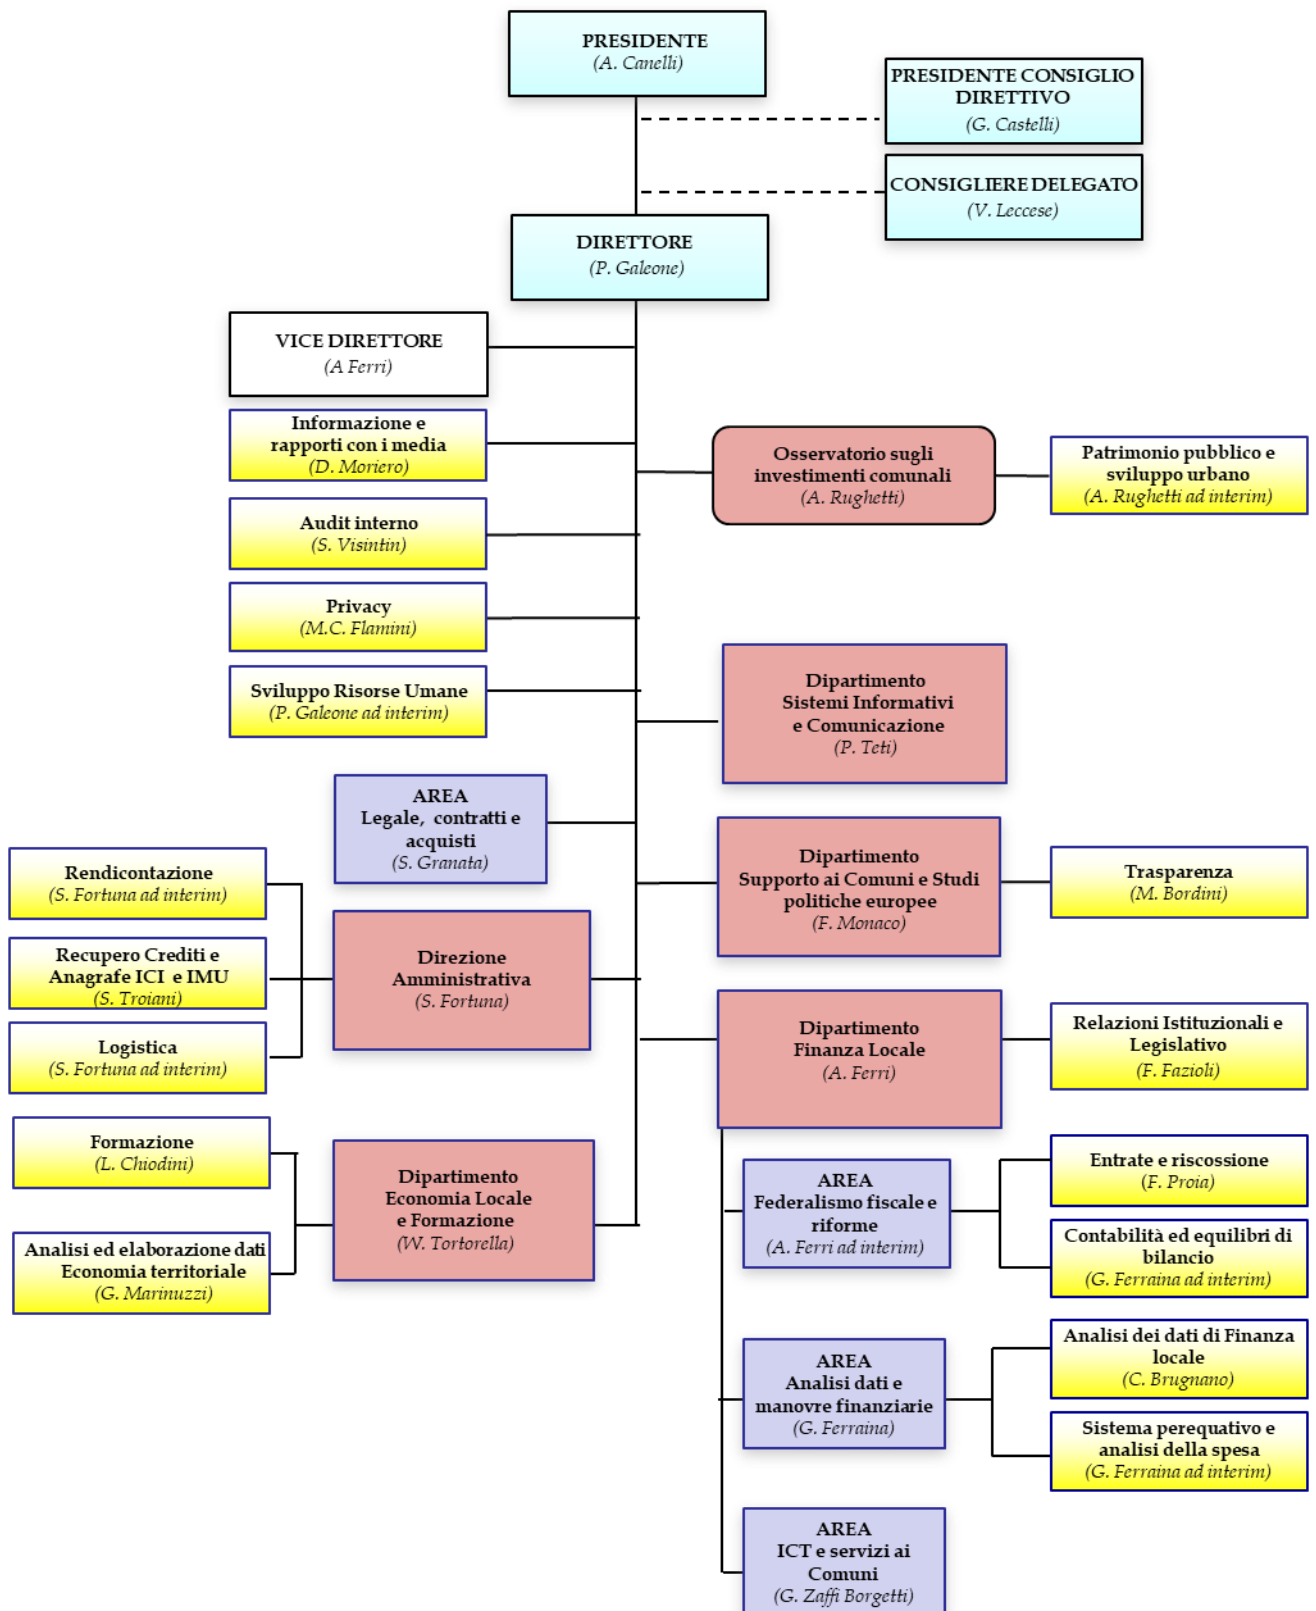 PRESIDENTE
(A. Canelli)
PRESIDENTE CONSIGLIO
DIRETTIVO
(G. Castelli)
CONSIGLIERE DELEGATO
(V. Leccese)
DIRETTORE
(P. Galeone)
VICE DIRETTORE
(A Ferri)
Informazione e
rapporti con i media
(D. Moriero)
Osservatorio sugli
investimenti comunali
(A. Rughetti)
Patrimonio pubblico e
sviluppo urbano
(A. Rughetti ad interim)
Audit interno
(S. Visintin)
Privacy
(M.C. Flamini)
Sviluppo Risorse Umane
(P. Galeone ad interim)
Dipartimento
Sistemi Informativi
e Comunicazione
(P. Teti)
AREA
Legale, contratti e
acquisti
(S. Granata)
Dipartimento
Supporto ai Comuni e Studi
politiche europee
(F. Monaco)
Trasparenza
(M. Bordini)
Rendicontazione
(S. Fortuna ad interim)
Recupero Crediti e
Anagrafe ICI e IMU
(S. Troiani)
Logistica
(S. Fortuna ad interim)
Direzione
Amministrativa
(S. Fortuna)
Dipartimento
Finanza Locale
(A. Ferri)
Relazioni Istituzionali e
Legislativo
(F. Fazioli)
Formazione
(L. Chiodini)
Analisi ed elaborazione dati
Economia territoriale
(G. Marinuzzi)
Dipartimento
Economia Locale
e Formazione
(W. Tortorella)
AREA
Federalismo fiscale e
riforme
(A. Ferri ad interim)
Entrate e riscossione
(F. Proia)
Contabilità ed equilibri di
bilancio
(G. Ferraina ad interim)
AREA
Analisi dati e
manovre finanziarie
(G. Ferraina)
Analisi dei dati di Finanza
locale
(C. Brugnano)
Sistema perequativo e
analisi della spesa
(G. Ferraina ad interim)
AREA
ICT e servizi ai
Comuni
(G. Zaffi Borgetti)